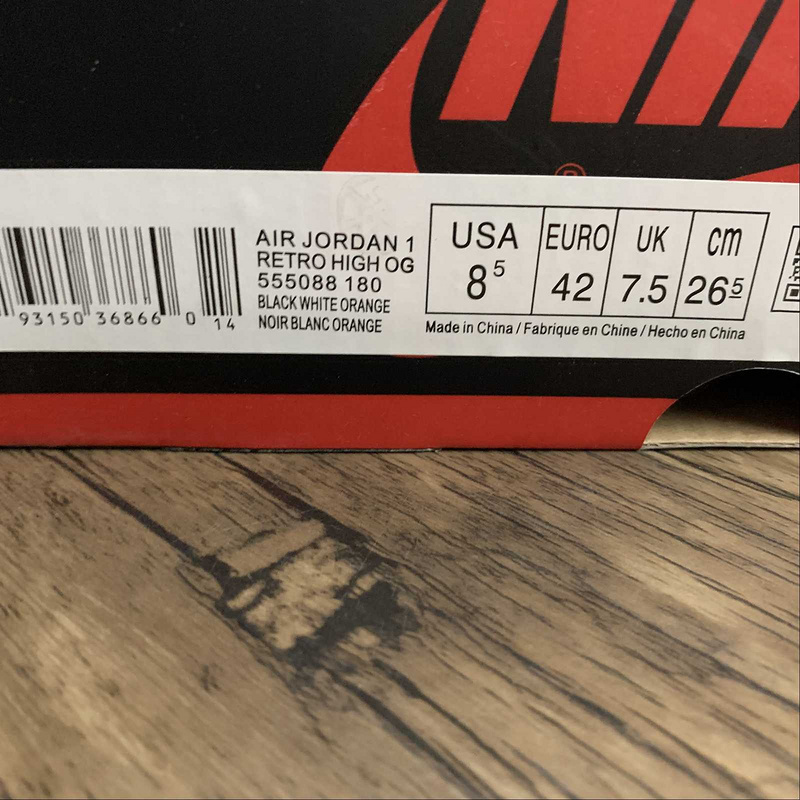 AIR JORDAN 1
RETRO HIGH OG
555088 180
BLACK WHITE ORANGE
NOIR BLANC ORANGE
93150 36866 0 14
USA EURO UK cm
8 5 42 7.5 26 5
Made in China / Fabrique en Chine / Hecho en China
®